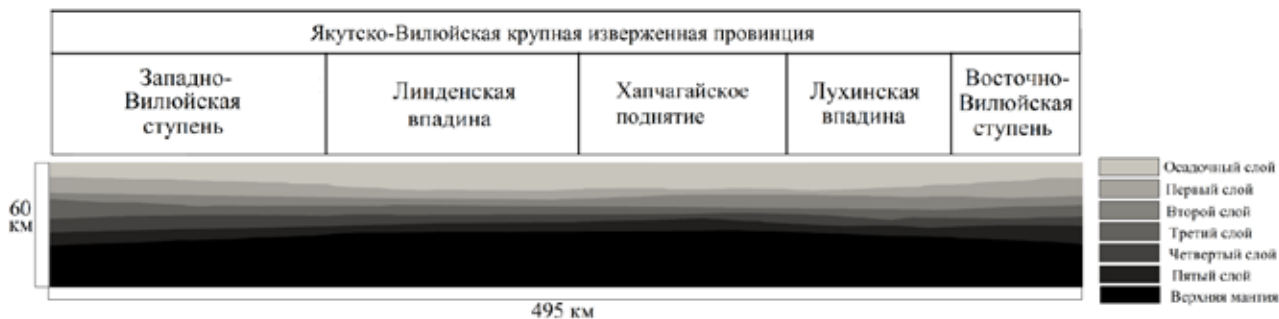 Якутско-Вилюйская крупная изверженная провинция
Западно-
Вилюйская
ступень
Линденская
впадина
Хапчагайское
поднятие
Лухинская
впадина
Восточно-
Вилюйская
ступень
60
км
495 км
Осадочный слой
Первый слой
Второй слой
Третий слой
Четвертый слой
Пятый слой
Верхняя мантия